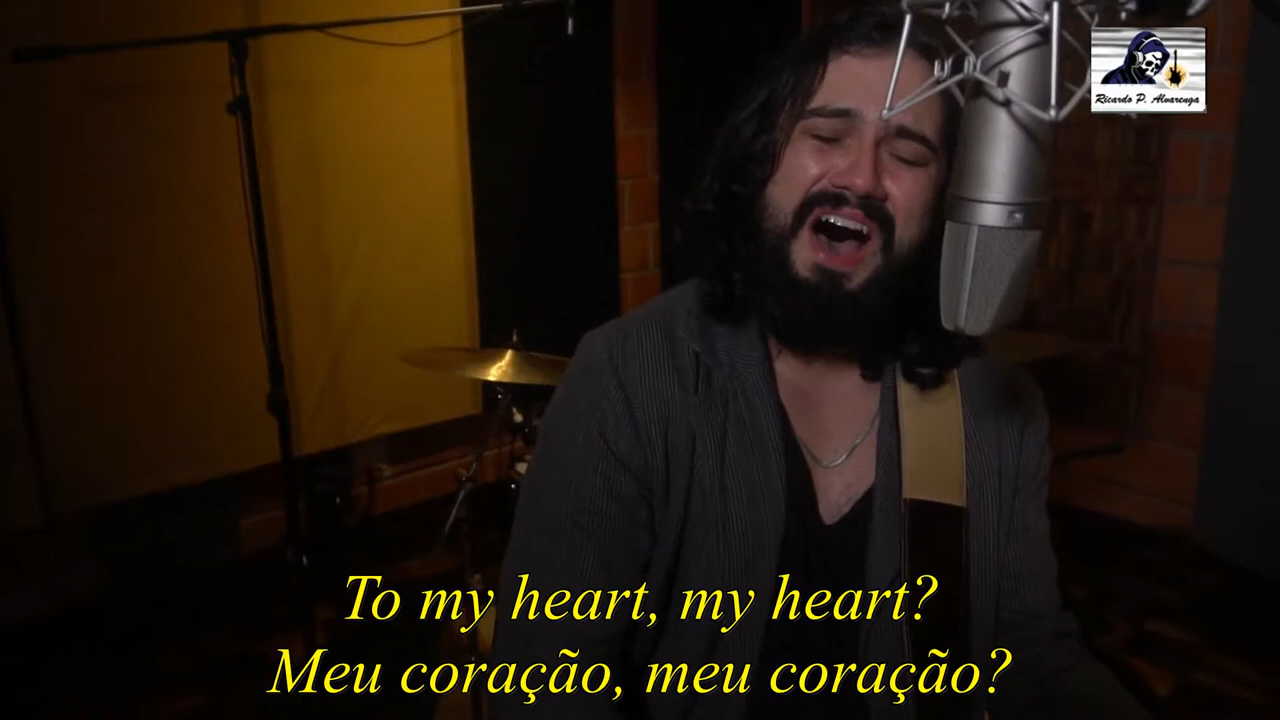 Ricardo P. Alvarenga
To my heart, my heart?
Meu coração, meu coração?